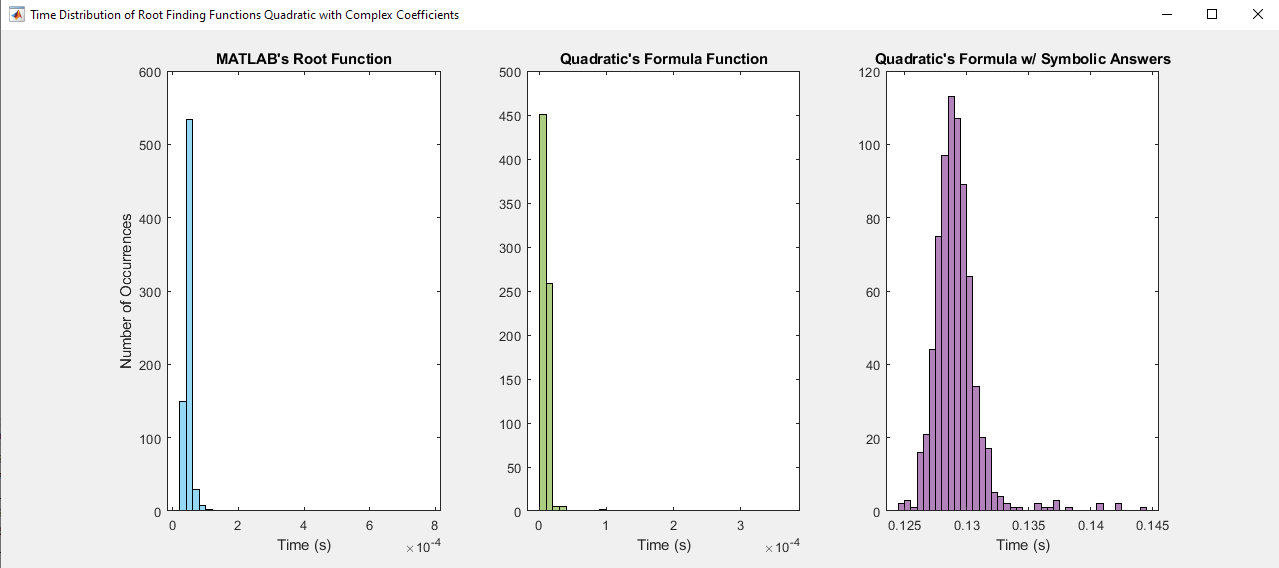 Time Distribution of Root Finding Functions Quadratic with Complex Coefficients
MATLAB's Root Function
Number of Occurrences
600
500
400
300
200
100
0
0 2 4 6 8
Time (s)
×10-4
Quadratic's Formula Function
500
450
400
350
300
250
200
150
100
50
0
0 1 2 3
Time (s)
×10-4
Quadratic's Formula w/ Symbolic Answers
120
100
80
60
40
20
0
0.125 0.13 0.135 0.14 0.145
Time (s)